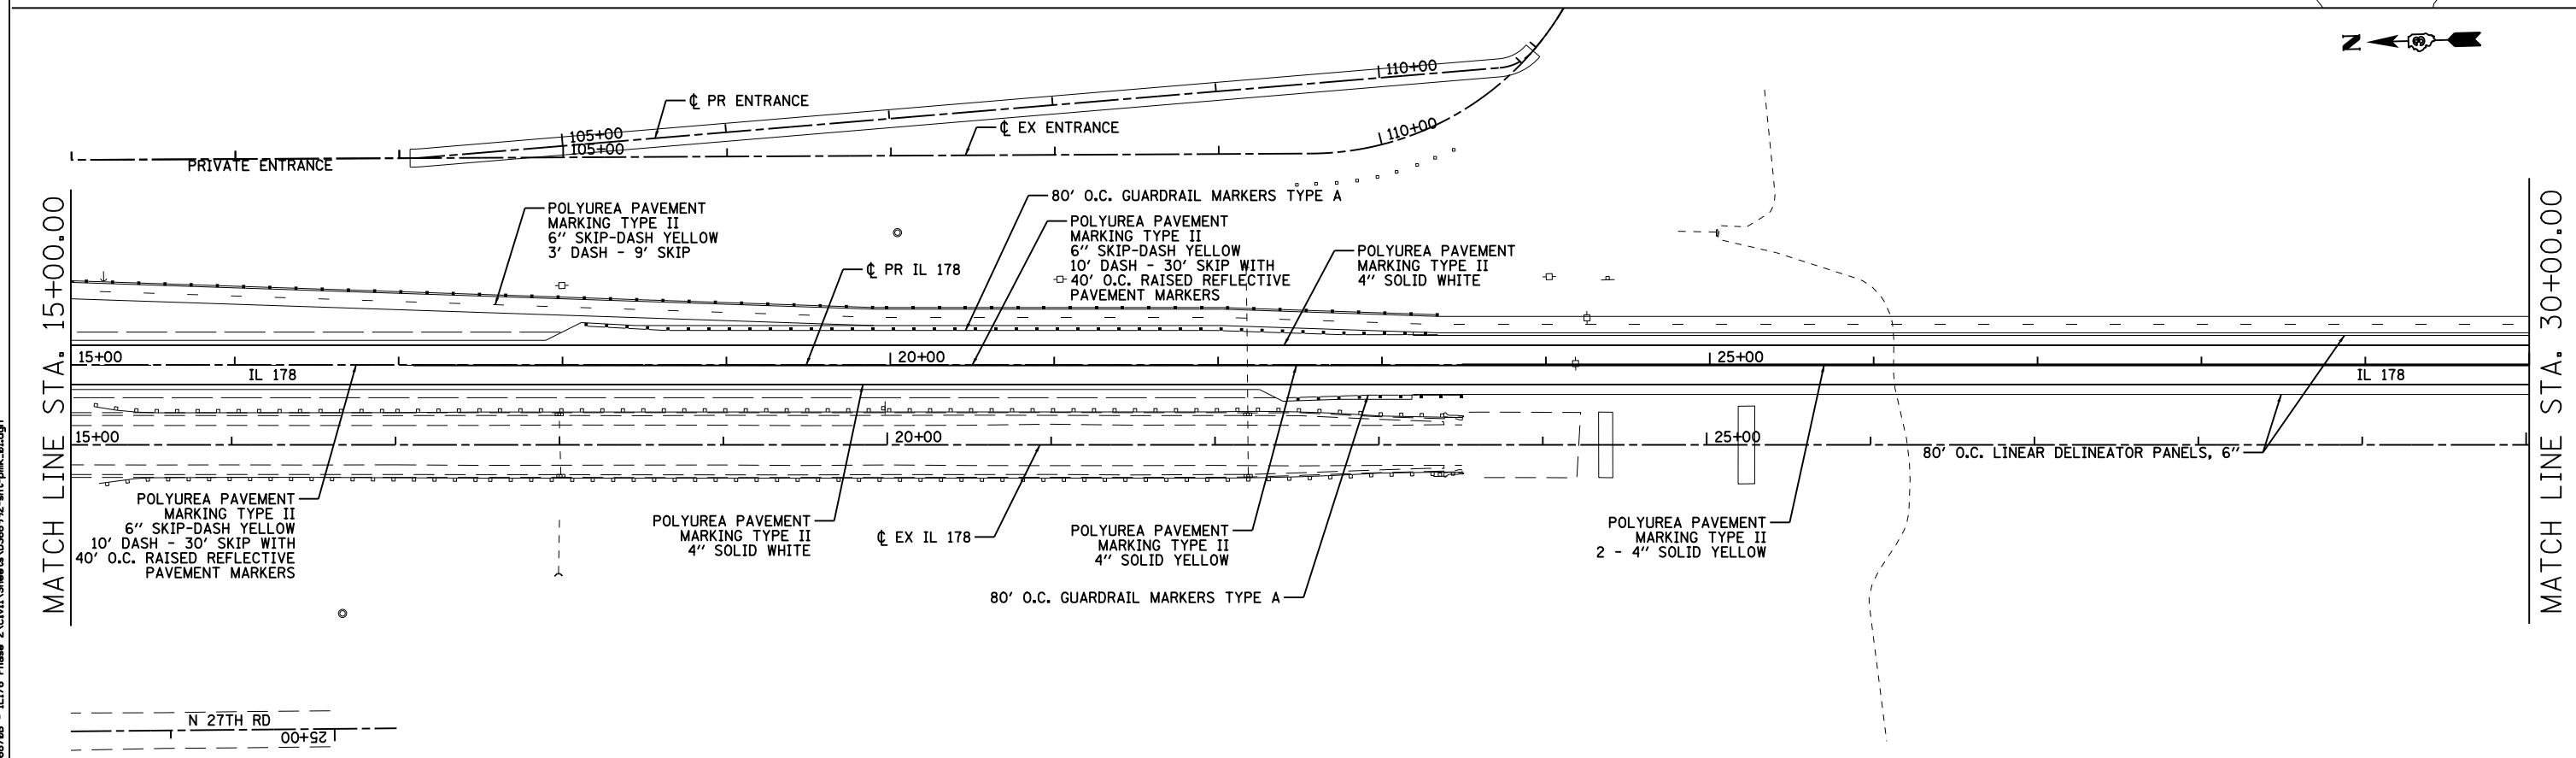 N
110+00
℄ PR ENTRANCE
105+00
105+00
℄ EX ENTRANCE
110+00
PRIVATE ENTRANCE
MATCH LINE STA. 15+00.00
POLYUREA PAVEMENT
MARKING TYPE II
6" SKIP-DASH YELLOW
3' DASH - 9' SKIP
80' O.C. GUARDRAIL MARKERS TYPE A
POLYUREA PAVEMENT
MARKING TYPE II
6" SKIP-DASH YELLOW
10' DASH - 30' SKIP WITH
40' O.C. RAISED REFLECTIVE
PAVEMENT MARKERS
℄ PR IL 178
POLYUREA PAVEMENT
MARKING TYPE II
4" SOLID WHITE
MATCH LINE STA. 30+00.00
15+00
20+00
25+00
IL 178
IL 178
15+00
20+00
25+00
80' O.C. LINEAR DELINEATOR PANELS, 6"
POLYUREA PAVEMENT
MARKING TYPE II
6" SKIP-DASH YELLOW
10' DASH - 30' SKIP WITH
40' O.C. RAISED REFLECTIVE
PAVEMENT MARKERS
POLYUREA PAVEMENT
MARKING TYPE II
4" SOLID WHITE
℄ EX IL 178
POLYUREA PAVEMENT
MARKING TYPE II
4" SOLID YELLOW
80' O.C. GUARDRAIL MARKERS TYPE A
POLYUREA PAVEMENT
MARKING TYPE II
2 - 4" SOLID YELLOW
N 27TH RD
25+00